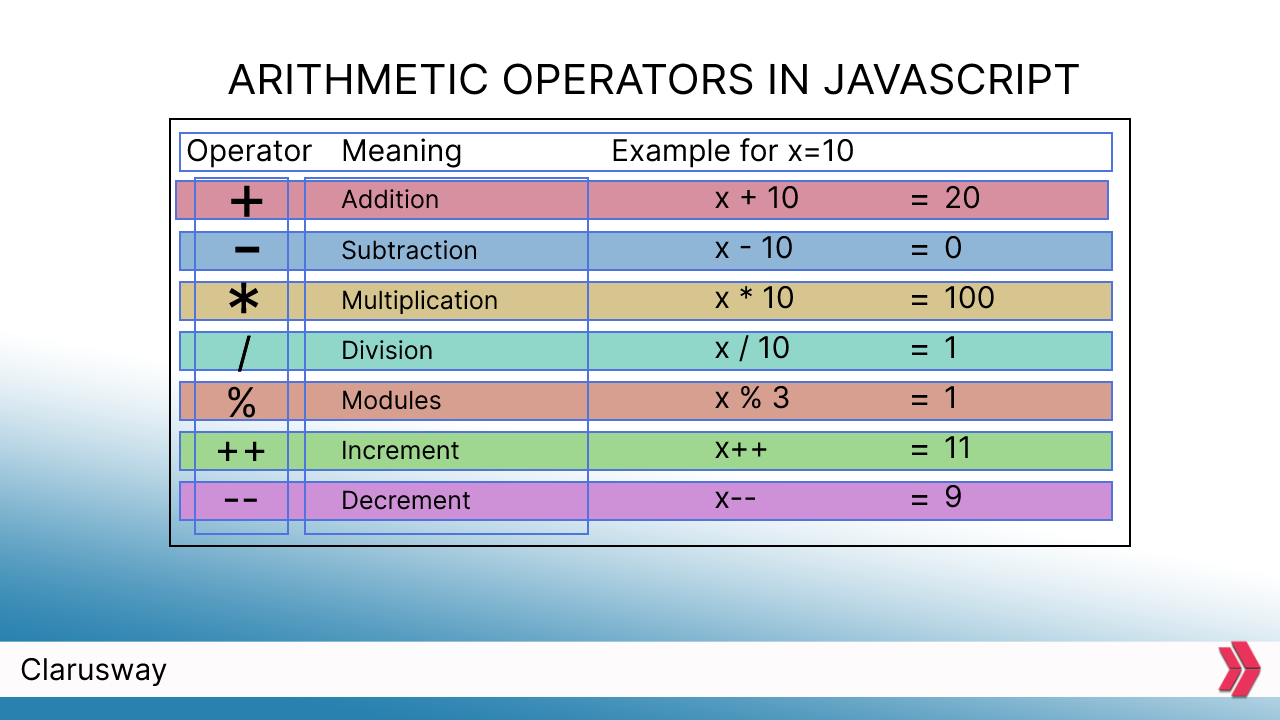 ARITHMETIC OPERATORS IN JAVASCRIPT
Operator Meaning Example for x=10
+ Addition x + 10 = 20
- Subtraction x - 10 = 0
* Multiplication x * 10 = 100
/ Division x / 10 = 1
% Modules x % 3 = 1
++ Increment x++ = 11
-- Decrement x-- = 9
Clarusway